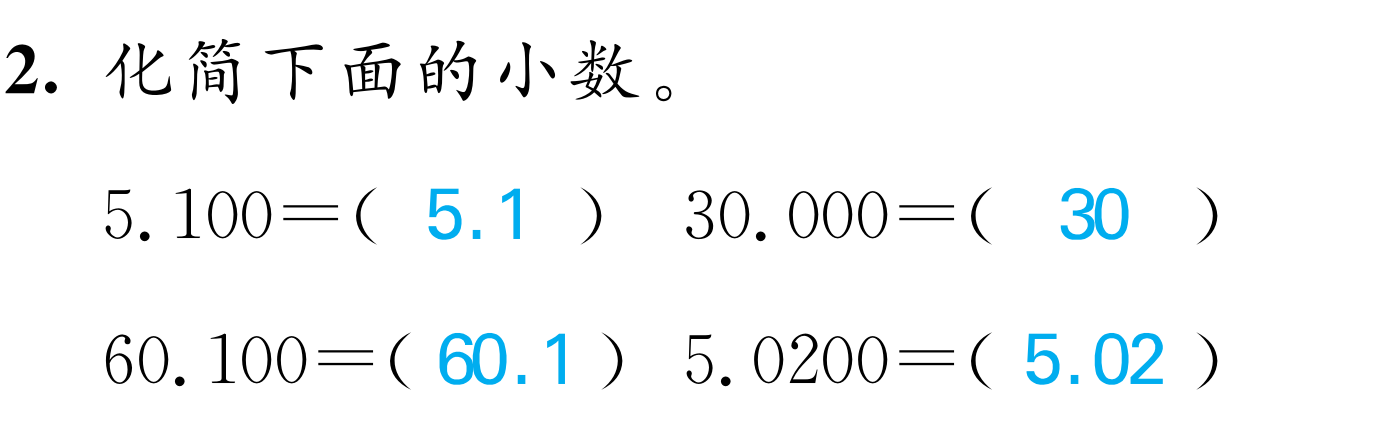 2. 化简下面的小数。
5.100=( 5.1 ) 30.000=( 30 )
60.100=( 60.1 ) 5.0200=( 5.02 )